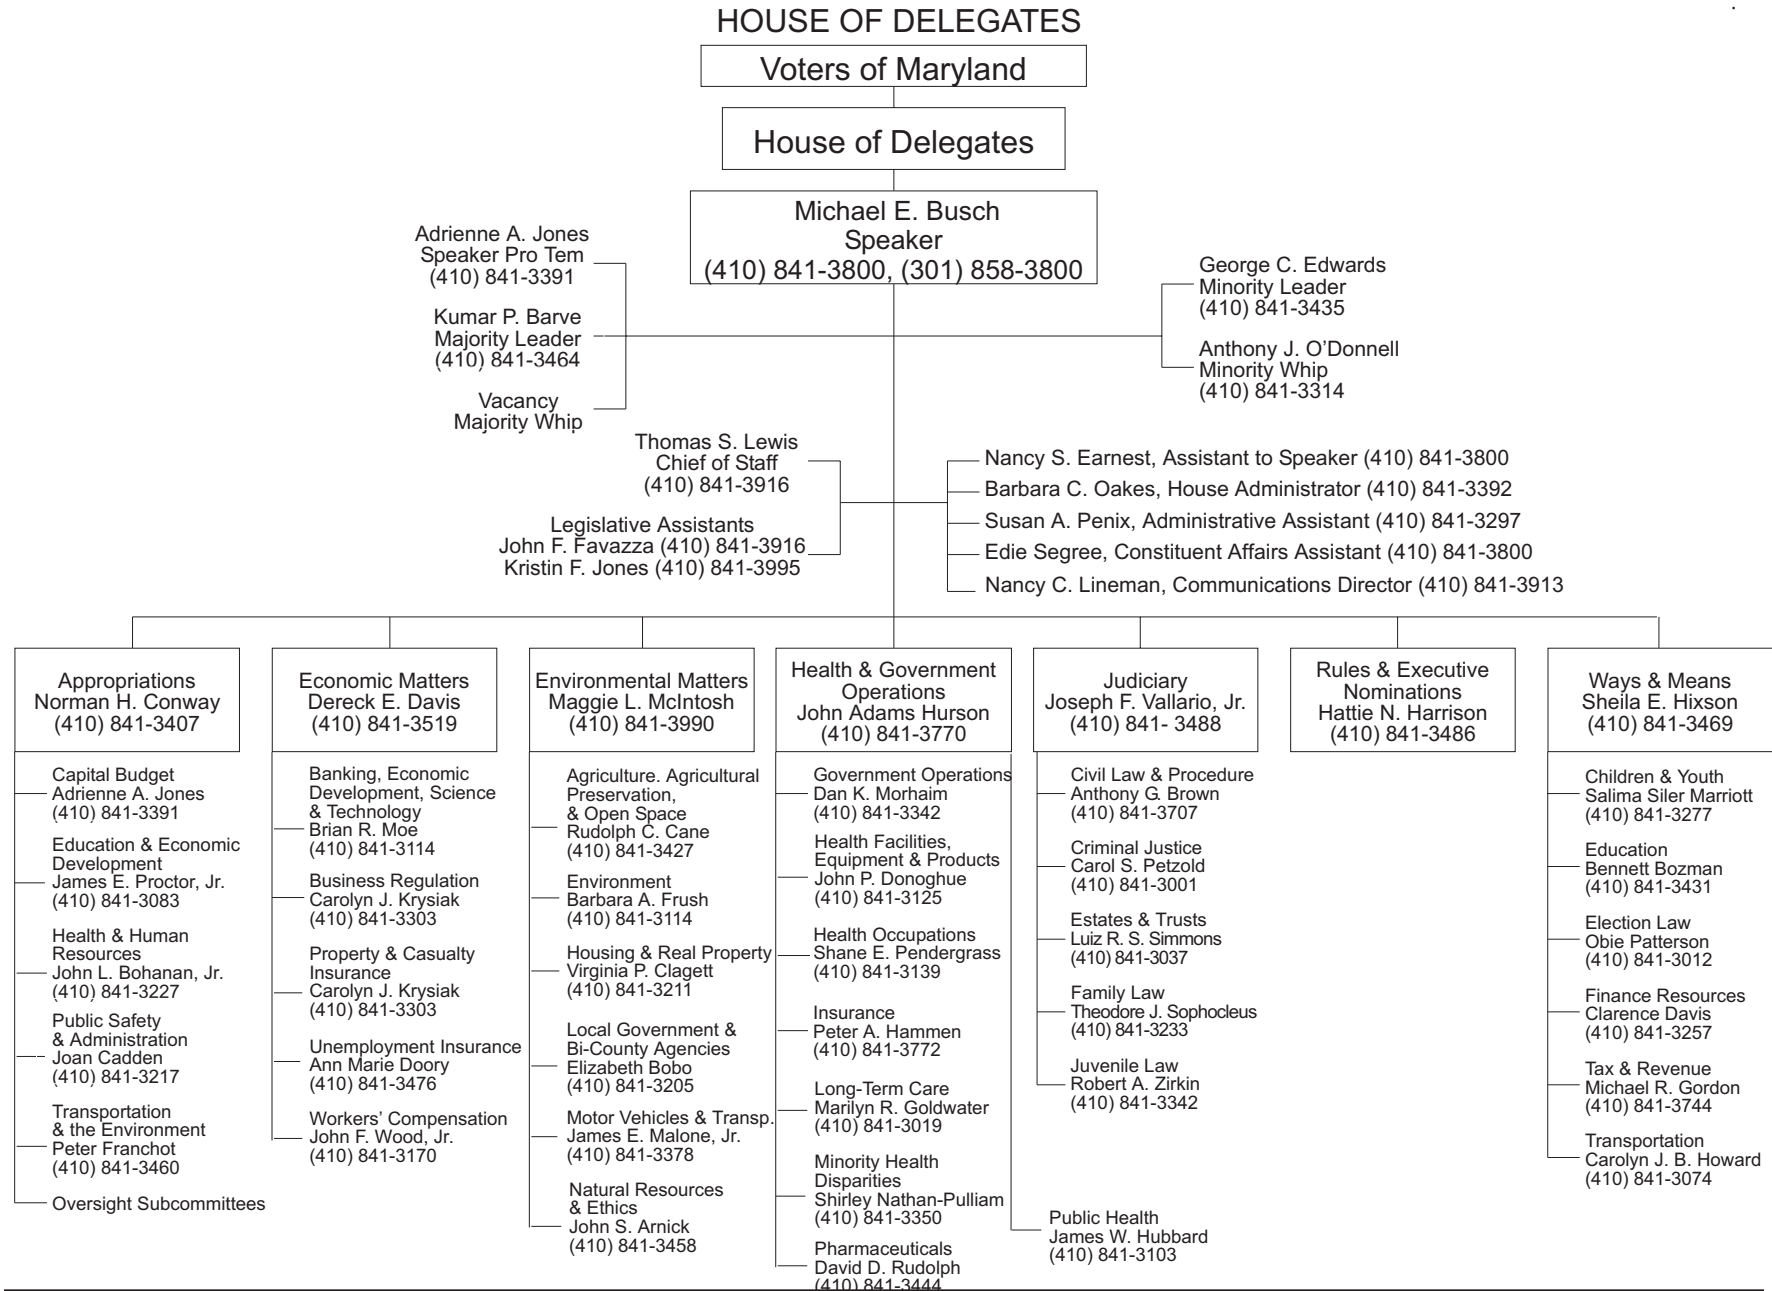 HOUSE OF DELEGATES
Voters of Maryland
House of Delegates
Michael E. Busch
Speaker
(410) 841-3800, (301) 858-3800
Adrienne A. Jones
Speaker Pro Tem
(410) 841-3391
Kumar P. Barve
Majority Leader
(410) 841-3464
Vacancy
Majority Whip
George C. Edwards
Minority Leader
(410) 841-3435
Anthony J. O’Donnell
Minority Whip
(410) 841-3314
Thomas S. Lewis
Chief of Staff
(410) 841-3916
Legislative Assistants
John F. Favazza (410) 841-3916
Kristin F. Jones (410) 841-3995
Nancy S. Earnest, Assistant to Speaker (410) 841-3800
Barbara C. Oakes, House Administrator (410) 841-3392
Susan A. Penix, Administrative Assistant (410) 841-3297
Edie Segree, Constituent Affairs Assistant (410) 841-3800
Nancy C. Lineman, Communications Director (410) 841-3913
Appropriations
Norman H. Conway
(410) 841-3407
Capital Budget
Adrienne A. Jones
(410) 841-3391
Education & Economic
Development
James E. Proctor, Jr.
(410) 841-3083
Health & Human
Resources
John L. Bohanan, Jr.
(410) 841-3227
Public Safety
& Administration
Joan Cadden
(410) 841-3217
Transportation
& the Environment
Peter Franchot
(410) 841-3460
Oversight Subcommittees
Economic Matters
Dereck E. Davis
(410) 841-3519
Banking, Economic
Development, Science
& Technology
Brian R. Moe
(410) 841-3114
Business Regulation
Carolyn J. Krysiak
(410) 841-3303
Property & Casualty
Insurance
Carolyn J. Krysiak
(410) 841-3303
Unemployment Insurance
Ann Marie Doory
(410) 841-3476
Workers’ Compensation
John F. Wood, Jr.
(410) 841-3170
Environmental Matters
Maggie L. McIntosh
(410) 841-3990
Agriculture. Agricultural
Preservation,
& Open Space
Rudolph C. Cane
(410) 841-3427
Environment
Barbara A. Frush
(410) 841-3114
Housing & Real Property
Virginia P. Clagett
(410) 841-3211
Local Government &
Bi-County Agencies
Elizabeth Bobo
(410) 841-3205
Motor Vehicles & Transp.
James E. Malone, Jr.
(410) 841-3378
Natural Resources
& Ethics
John S. Arnick
(410) 841-3458
Health & Government
Operations
John Adams Hurson
(410) 841-3770
Government Operations
Dan K. Morhaim
(410) 841-3342
Health Facilities,
Equipment & Products
John P. Donoghue
(410) 841-3125
Health Occupations
Shane E. Pendergrass
(410) 841-3139
Insurance
Peter A. Hammen
(410) 841-3772
Long-Term Care
Marilyn R. Goldwater
(410) 841-3019
Minority Health
Disparities
Shirley Nathan-Pulliam
(410) 841-3350
Pharmaceuticals
David D. Rudolph
(410) 841-3444
Public Health
James W. Hubbard
(410) 841-3103
Judiciary
Joseph F. Vallario, Jr.
(410) 841- 3488
Civil Law & Procedure
Anthony G. Brown
(410) 841-3707
Criminal Justice
Carol S. Petzold
(410) 841-3001
Estates & Trusts
Luiz R. S. Simmons
(410) 841-3037
Family Law
Theodore J. Sophocleus
(410) 841-3233
Juvenile Law
Robert A. Zirkin
(410) 841-3342
Rules & Executive
Nominations
Hattie N. Harrison
(410) 841-3486
Ways & Means
Sheila E. Hixson
(410) 841-3469
Children & Youth
Salima Siler Marriott
(410) 841-3277
Education
Bennett Bozman
(410) 841-3431
Election Law
Obie Patterson
(410) 841-3012
Finance Resources
Clarence Davis
(410) 841-3257
Tax & Revenue
Michael R. Gordon
(410) 841-3744
Transportation
Carolyn J. B. Howard
(410) 841-3074